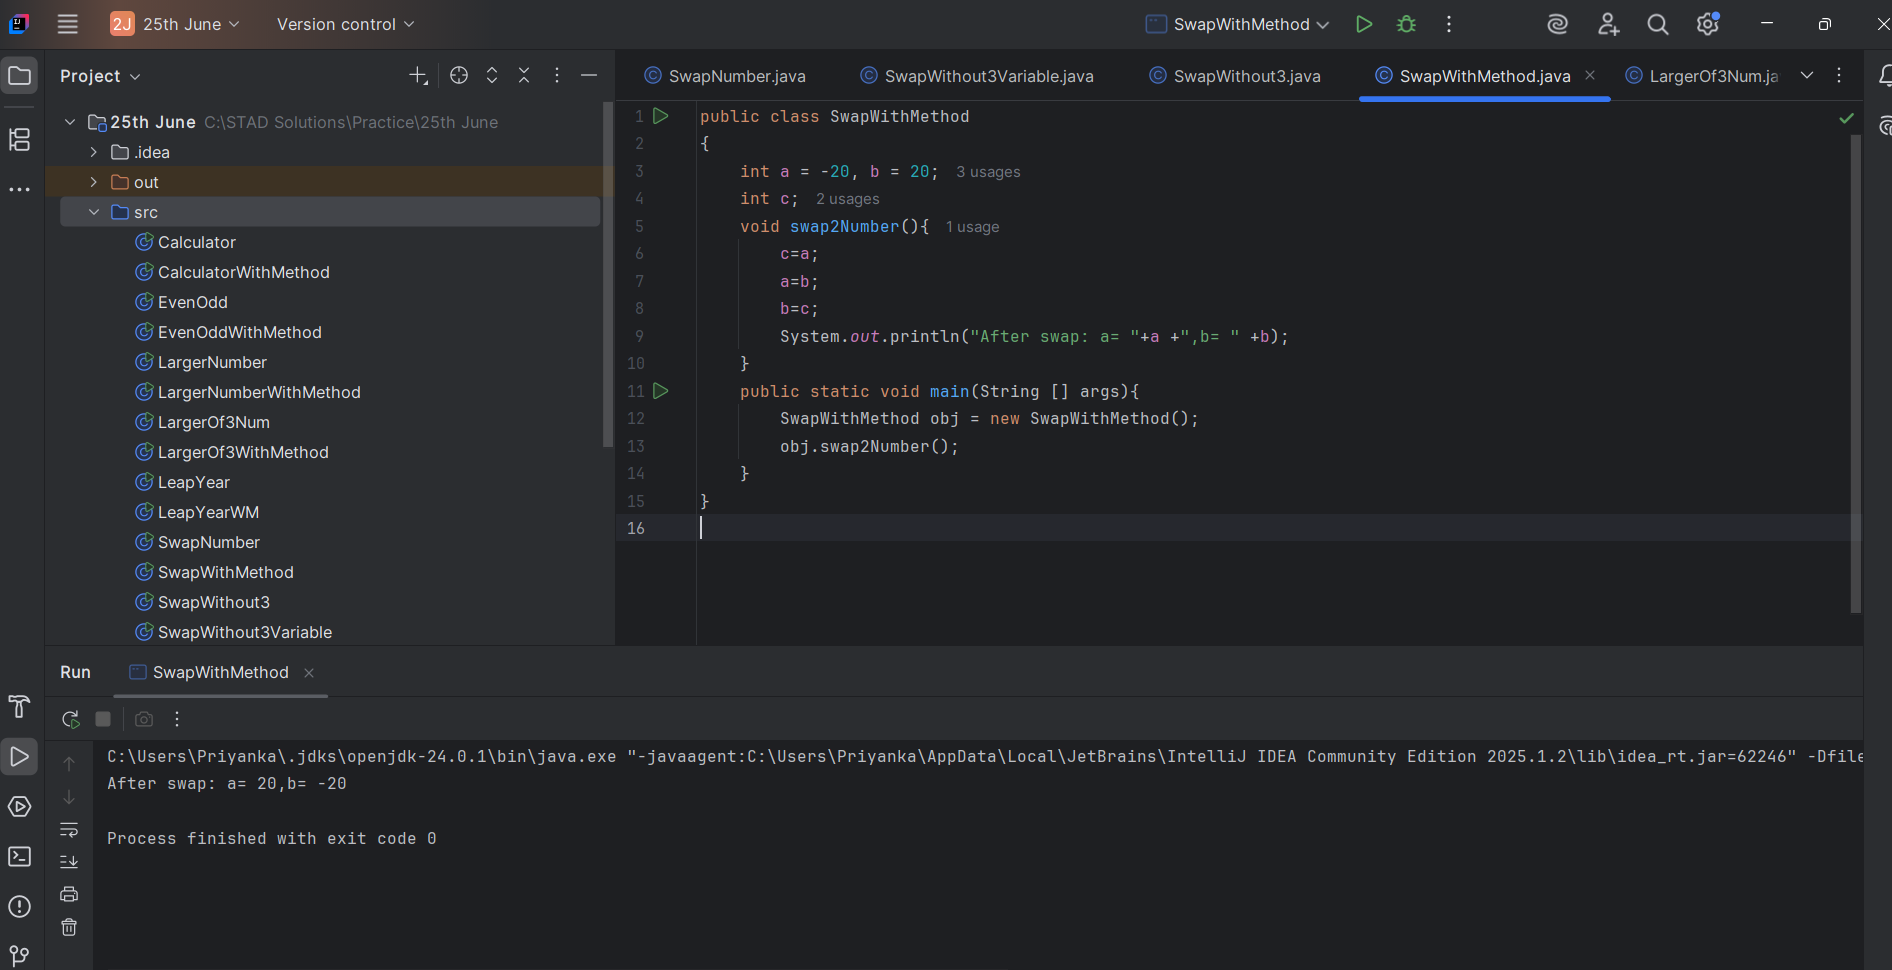 2J 25th June Version control SwapWithMethod
Project
SwapNumber.java SwapWithout3Variable.java SwapWithout3.java SwapWithMethod.java LargerOf3Num.ja
25th June C:\STAD Solutions\Practice\25th June
.idea
out
src
Calculator
CalculatorWithMethod
EvenOdd
EvenOddWithMethod
LargerNumber
LargerNumberWithMethod
LargerOf3Num
LargerOf3WithMethod
LeapYear
LeapYearWM
SwapNumber
SwapWithMethod
SwapWithout3
SwapWithout3Variable
1 public class SwapWithMethod
2 {
3 int a = -20, b = 20; 3 usages
4 int c; 2 usages
5 void swap2Number(){ 1 usage
6 c=a;
7 a=b;
8 b=c;
9 System.out.println("After swap: a= "+a +",b= " +b);
10 }
11 public static void main(String [] args){
12 SwapWithMethod obj = new SwapWithMethod();
13 obj.swap2Number();
14 }
15 }
16
Run SwapWithMethod
C:\Users\Priyanka\.jdks\openjdk-24.0.1\bin\java.exe "-javaagent:C:\Users\Priyanka\AppData\Local\JetBrains\IntelliJ IDEA Community Edition 2025.1.2\lib\idea_rt.jar=62246" -Dfile
After swap: a= 20,b= -20
Process finished with exit code 0